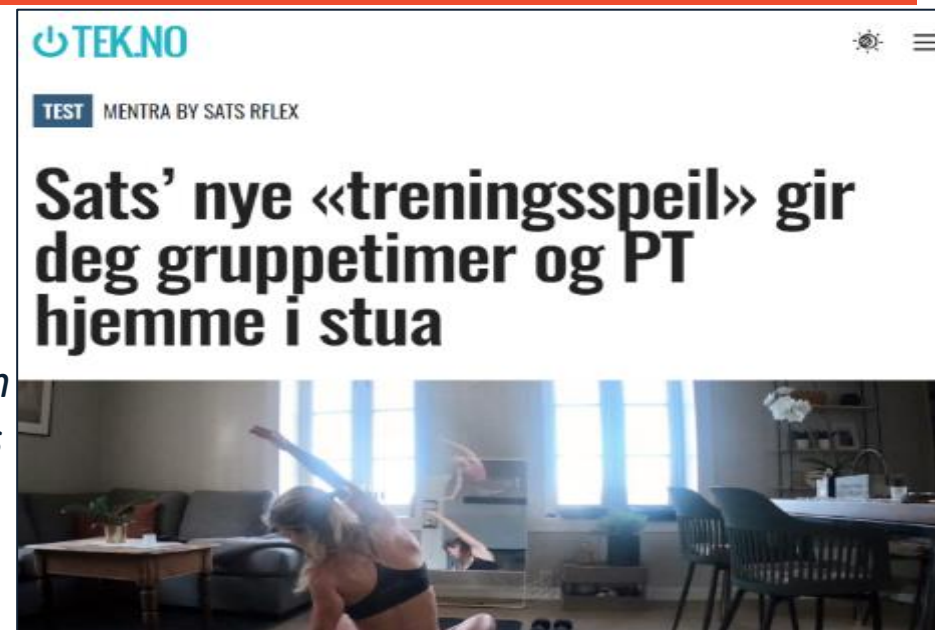 TEK.NO
TEST MENTRA BY SATS RFLEX
Sats’ nye «treningsspeil» gir
deg gruppetimer og PT
hjemme i stua